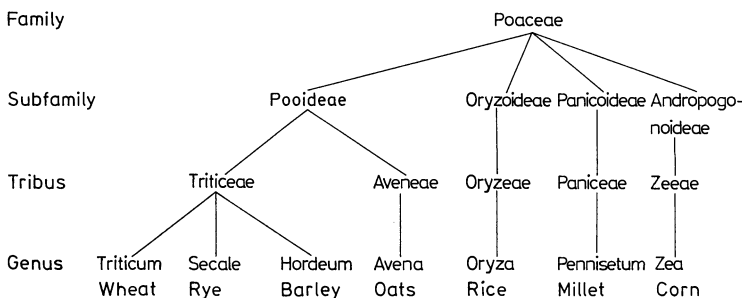 Family Poaceae
Subfamily Pooideae Oryzoideae Panicoideae Andropogo-
noideae
Tribus Triticeae Aveneae Oryzeae Paniceae Zeeae
Genus Triticum Secale Hordeum Avena Oryza Pennisetum Zea
Wheat Rye Barley Oats Rice Millet Corn